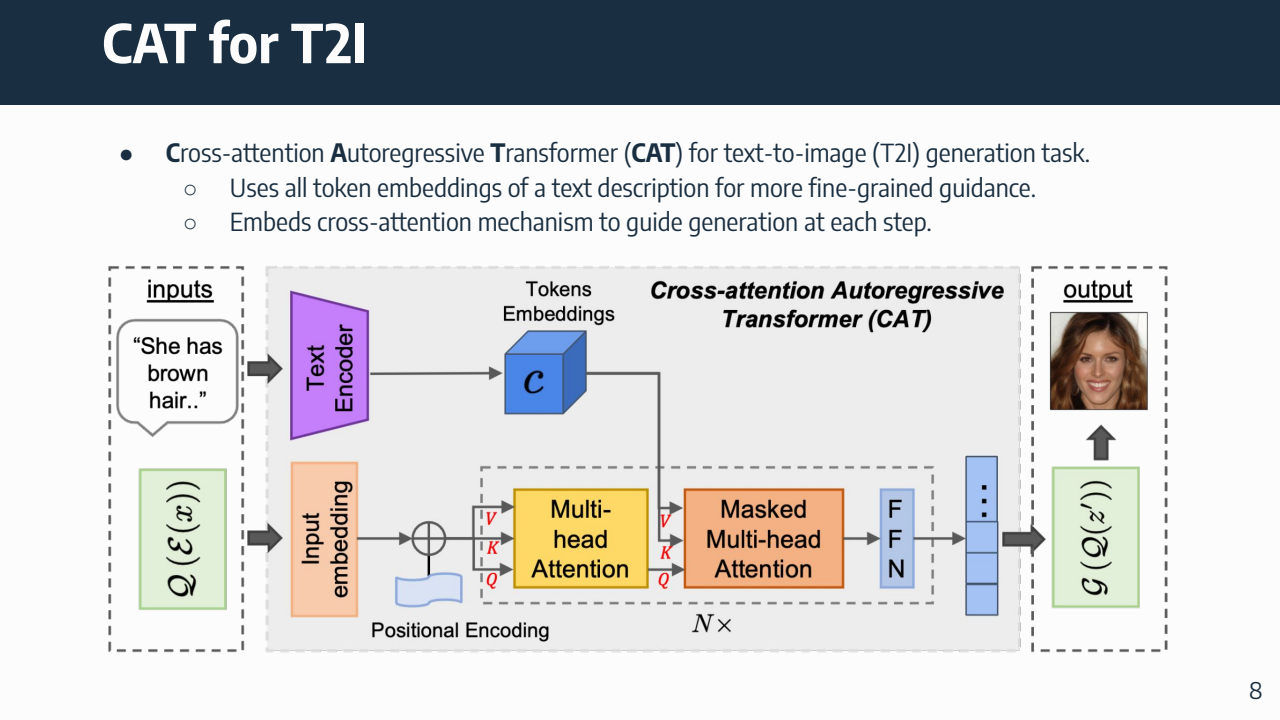 CAT for T2I
● Cross-attention Autoregressive Transformer (CAT) for text-to-image (T2I) generation task.
○ Uses all token embeddings of a text description for more fine-grained guidance.
○ Embeds cross-attention mechanism to guide generation at each step.
inputs
“She has
brown
hair..”
𝒬(ℰ(x))
Text
Encoder
Input
embedding
Tokens
Embeddings
c
Cross-attention Autoregressive
Transformer (CAT)
Positional Encoding
V
K
Q
Multi-
head
Attention
V
K
Q
Masked
Multi-head
Attention
F
F
N
N×
⋮
output
𝒢(𝒬(z′))
8